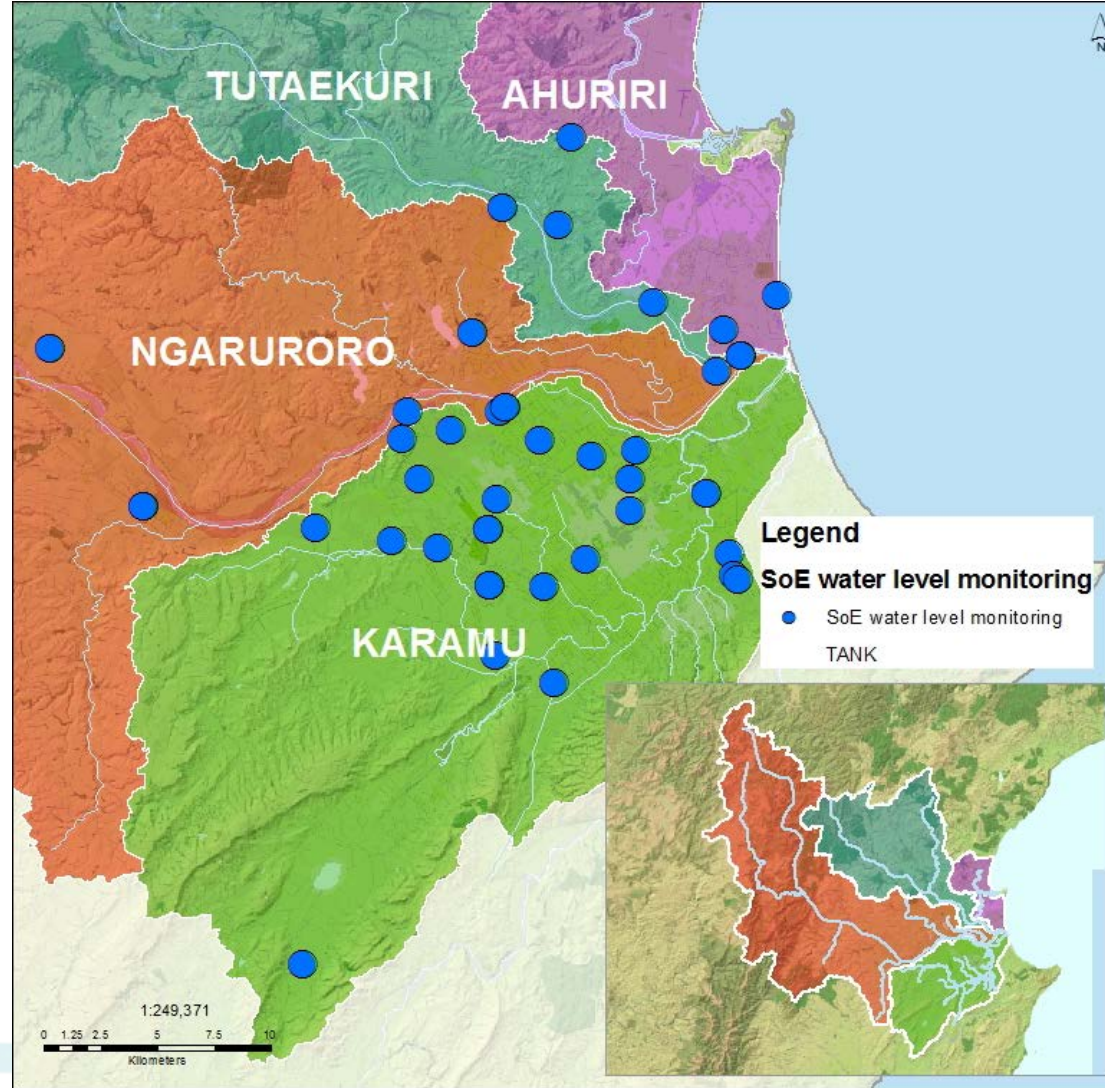 TUTAEKURI
AHURIRI
N
NGARURORO
Legend
SoE water level monitoring
SoE water level monitoring
TANK
KARAMU
1:249,371
0 1.25 2.5 5 7.5 10
Kilometers